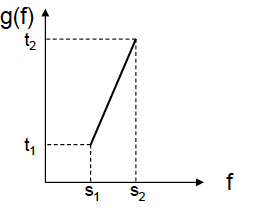 g(f)
t₂
t₁
s₁ s₂
f